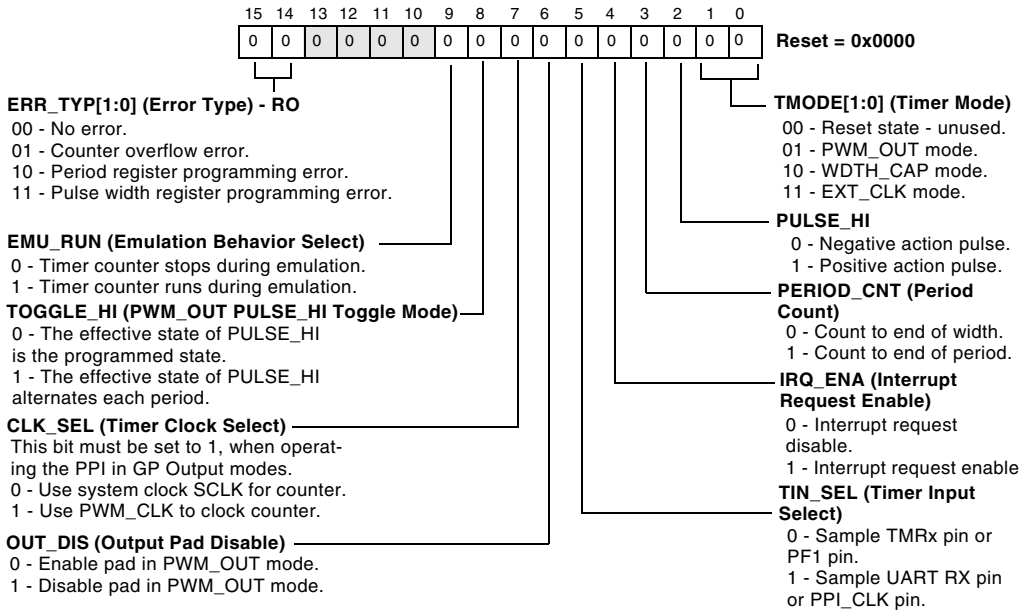 15 14 13 12 11 10 9 8 7 6 5 4 3 2 1 0
0 0 0 0 0 0 0 0 0 0 0 0 0 0 0 0 Reset = 0x0000
ERR_TYP[1:0] (Error Type) - RO
00 - No error.
01 - Counter overflow error.
10 - Period register programming error.
11 - Pulse width register programming error.
EMU_RUN (Emulation Behavior Select)
0 - Timer counter stops during emulation.
1 - Timer counter runs during emulation.
TOGGLE_HI (PWM_OUT PULSE_HI Toggle Mode)
0 - The effective state of PULSE_HI
is the programmed state.
1 - The effective state of PULSE_HI
alternates each period.
CLK_SEL (Timer Clock Select)
This bit must be set to 1, when operat-
ing the PPI in GP Output modes.
0 - Use system clock SCLK for counter.
1 - Use PWM_CLK to clock counter.
OUT_DIS (Output Pad Disable)
0 - Enable pad in PWM_OUT mode.
1 - Disable pad in PWM_OUT mode.
TMODE[1:0] (Timer Mode)
00 - Reset state - unused.
01 - PWM_OUT mode.
10 - WDTH_CAP mode.
11 - EXT_CLK mode.
PULSE_HI
0 - Negative action pulse.
1 - Positive action pulse.
PERIOD_CNT (Period
Count)
0 - Count to end of width.
1 - Count to end of period.
IRQ_ENA (Interrupt
Request Enable)
0 - Interrupt request
disable.
1 - Interrupt request enable
TIN_SEL (Timer Input
Select)
0 - Sample TMRx pin or
PF1 pin.
1 - Sample UART RX pin
or PPI_CLK pin.